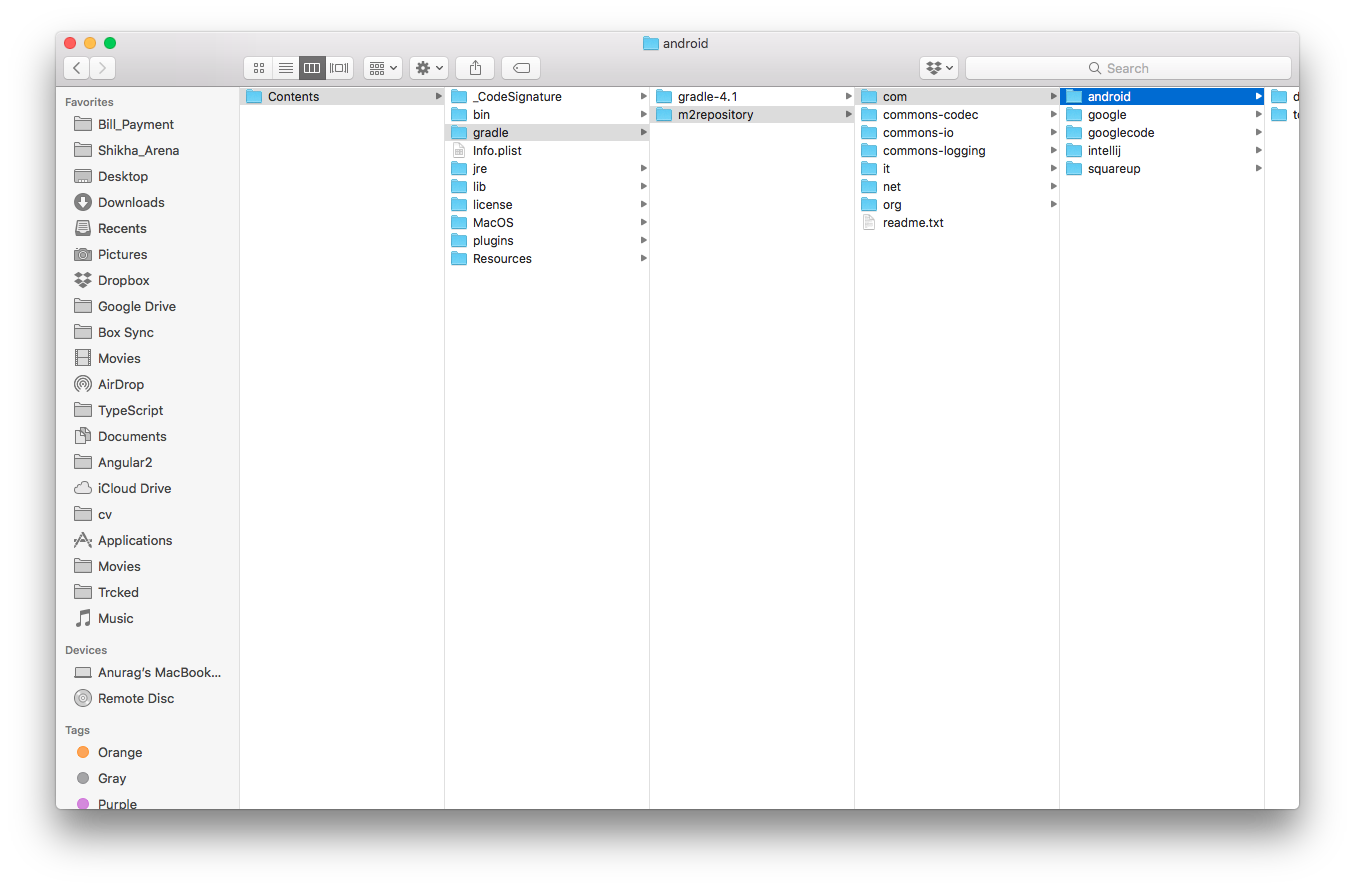 android
Search
Favorites
Bill_Payment
Shikha_Arena
Desktop
Downloads
Recents
Pictures
Dropbox
Google Drive
Box Sync
Movies
AirDrop
TypeScript
Documents
Angular2
iCloud Drive
cv
Applications
Movies
Trcked
Music
Devices
Anurag’s MacBook...
Remote Disc
Tags
Orange
Gray
Purple
Contents
_CodeSignature
bin
gradle
Info.plist
jre
lib
license
MacOS
plugins
Resources
gradle-4.1
m2repository
com
commons-codec
commons-io
commons-logging
it
net
org
readme.txt
android
google
googlecode
intellij
squareup